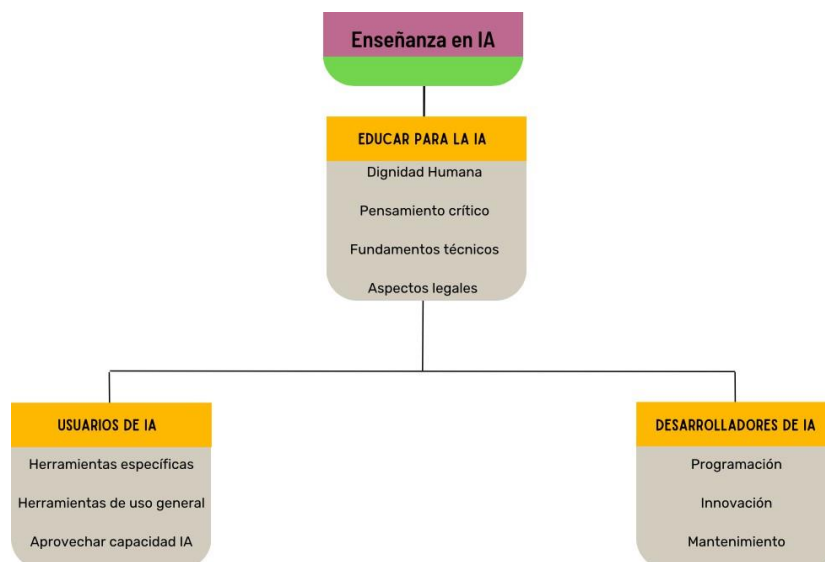 Enseñanza en IA
EDUCAR PARA LA IA
Dignidad Humana
Pensamiento crítico
Fundamentos técnicos
Aspectos legales
USUARIOS DE IA
Herramientas específicas
Herramientas de uso general
Aprovechar capacidad IA
DESARROLLADORES DE IA
Programación
Innovación
Mantenimiento